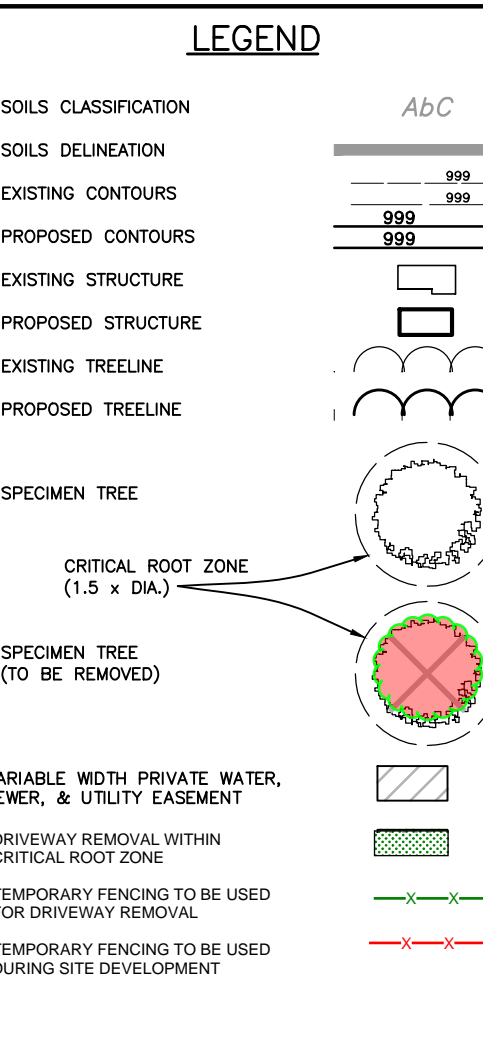 LEGEND
SOILS CLASSIFICATION
AbC
SOILS DELINEATION
EXISTING CONTOURS
999
999
PROPOSED CONTOURS
999
999
EXISTING STRUCTURE
PROPOSED STRUCTURE
EXISTING TREELINE
PROPOSED TREELINE
SPECIMEN TREE
CRITICAL ROOT ZONE
(1.5 x DIA.)
SPECIMEN TREE
(TO BE REMOVED)
ARIABLE WIDTH PRIVATE WATER,
EWER, & UTILITY EASEMENT
DRIVEWAY REMOVAL WITHIN
CRITICAL ROOT ZONE
TEMPORARY FENCING TO BE USED
FOR DRIVEWAY REMOVAL
X X
TEMPORARY FENCING TO BE USED
DURING SITE DEVELOPMENT
X X